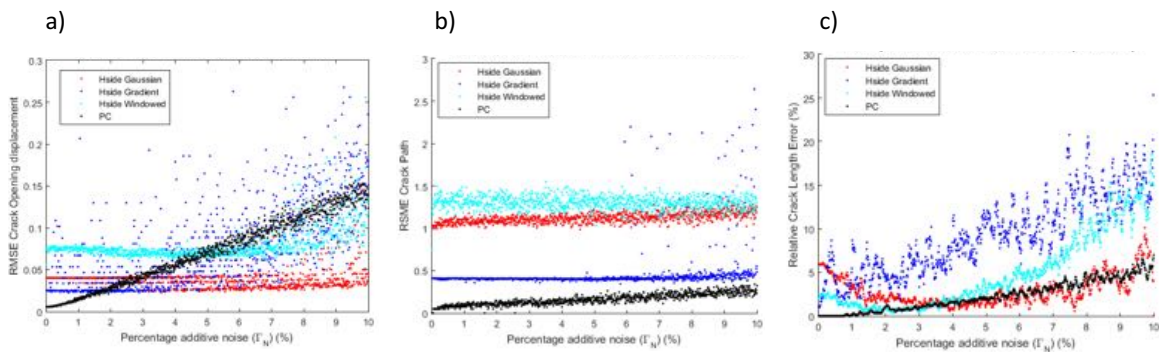 a)
b)
c)
0.3
0.25
0.2
0.15
0.1
0.05
0
RMSE Crack Opening displacement
Hside Gaussian
Hside Gradient
Hside Windowed
PC
0 1 2 3 4 5 6 7 8 9 10
Percentage additive noise (Γ_N) (%)
3
2.5
2
1.5
1
0.5
0
RSME Crack Path
Hside Gaussian
Hside Gradient
Hside Windowed
PC
0 1 2 3 4 5 6 7 8 9 10
Percentage additive noise (Γ_N) (%)
30
25
20
15
10
5
0
Relative Crack Length Error (%)
Hside Gaussian
Hside Gradient
Hside Windowed
PC
0 1 2 3 4 5 6 7 8 9 10
Percentage additive noise (Γ_N) (%)